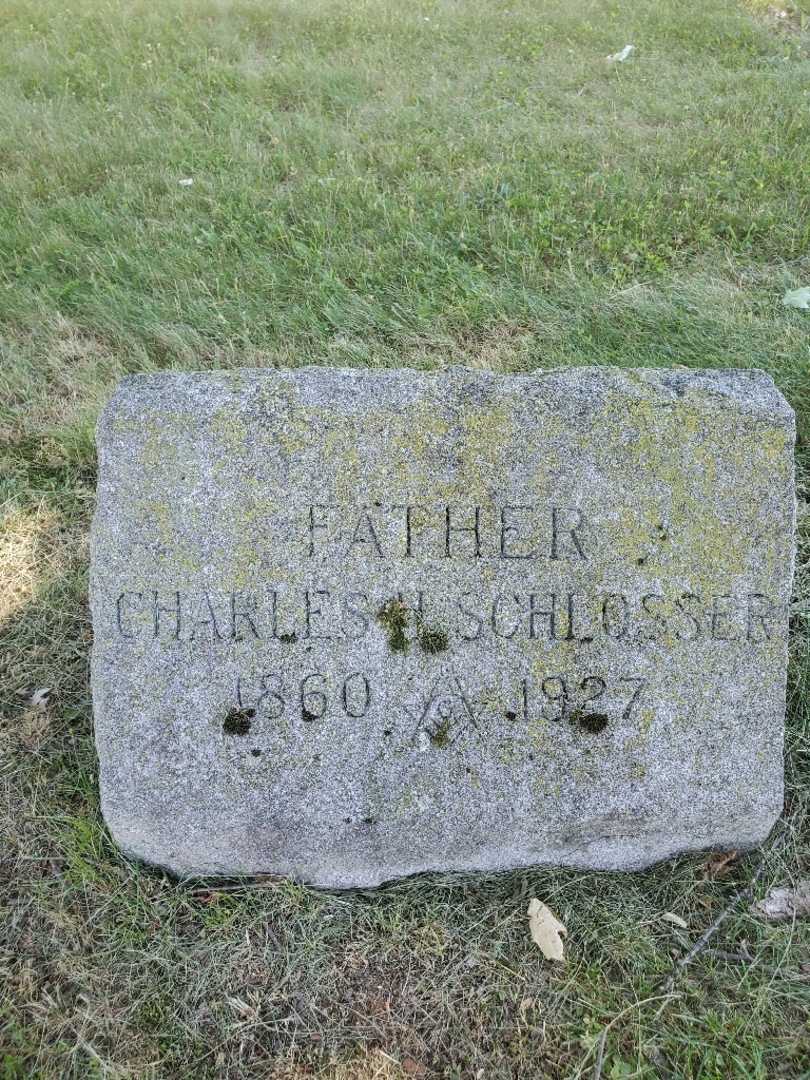 FATHER
CHARLES H. SCHLOSSER
1860 1927